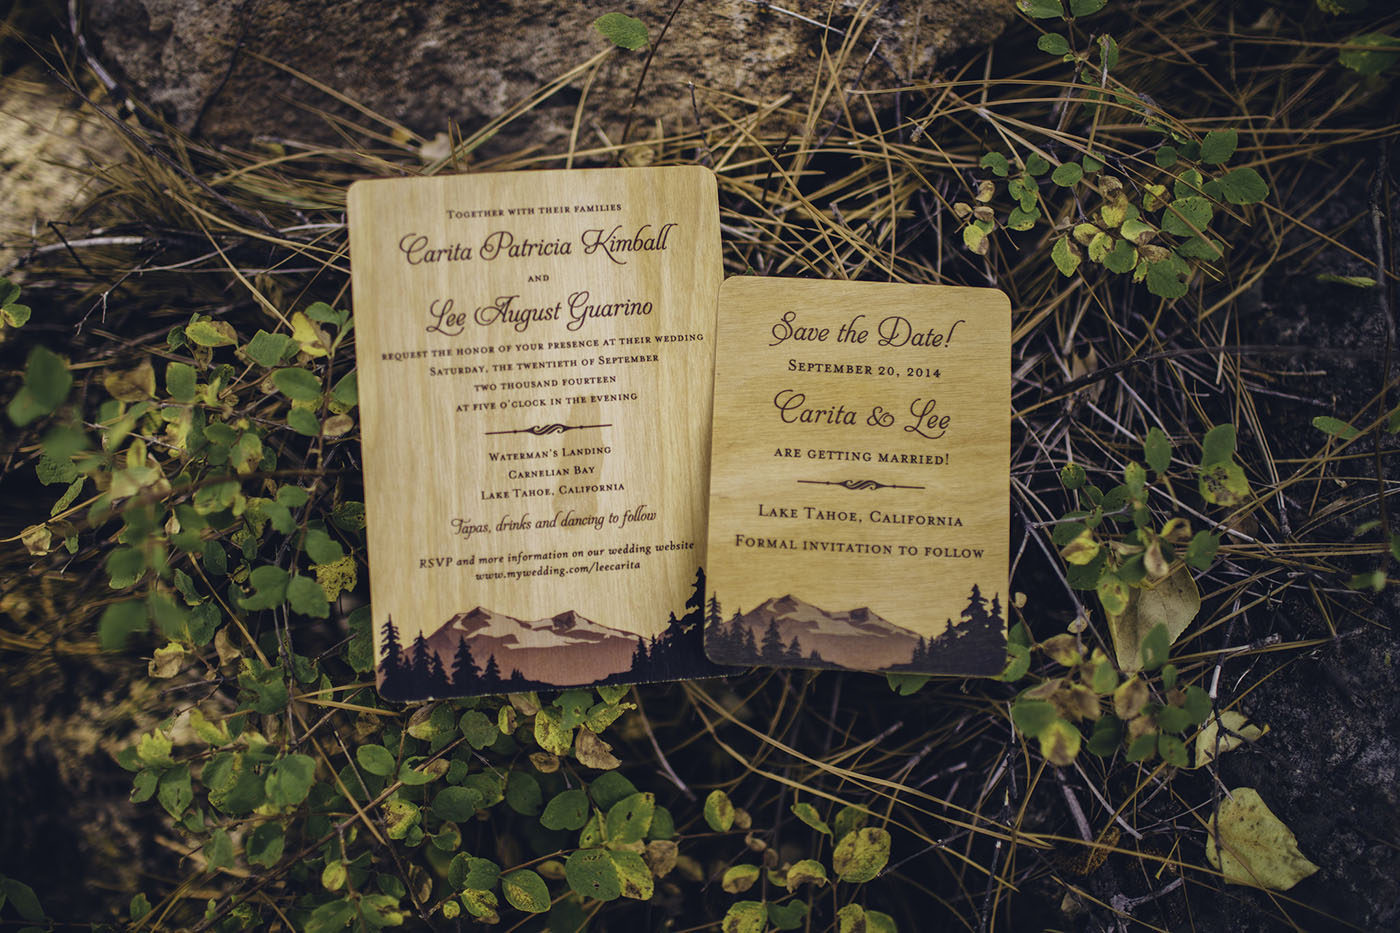 Together with their families
Carita Patricia Kimball
and
Lee August Guarino
request the honor of your presence at their wedding
Saturday, the twentieth of September
two thousand fourteen
at five o'clock in the evening
Waterman's Landing
Carnelian Bay
Lake Tahoe, California
Tapas, drinks and dancing to follow
RSVP and more information on our wedding website
www.mywedding.com/leecarita
Save the Date!
September 20, 2014
Carita & Lee
are getting married!
Lake Tahoe, California
Formal invitation to follow